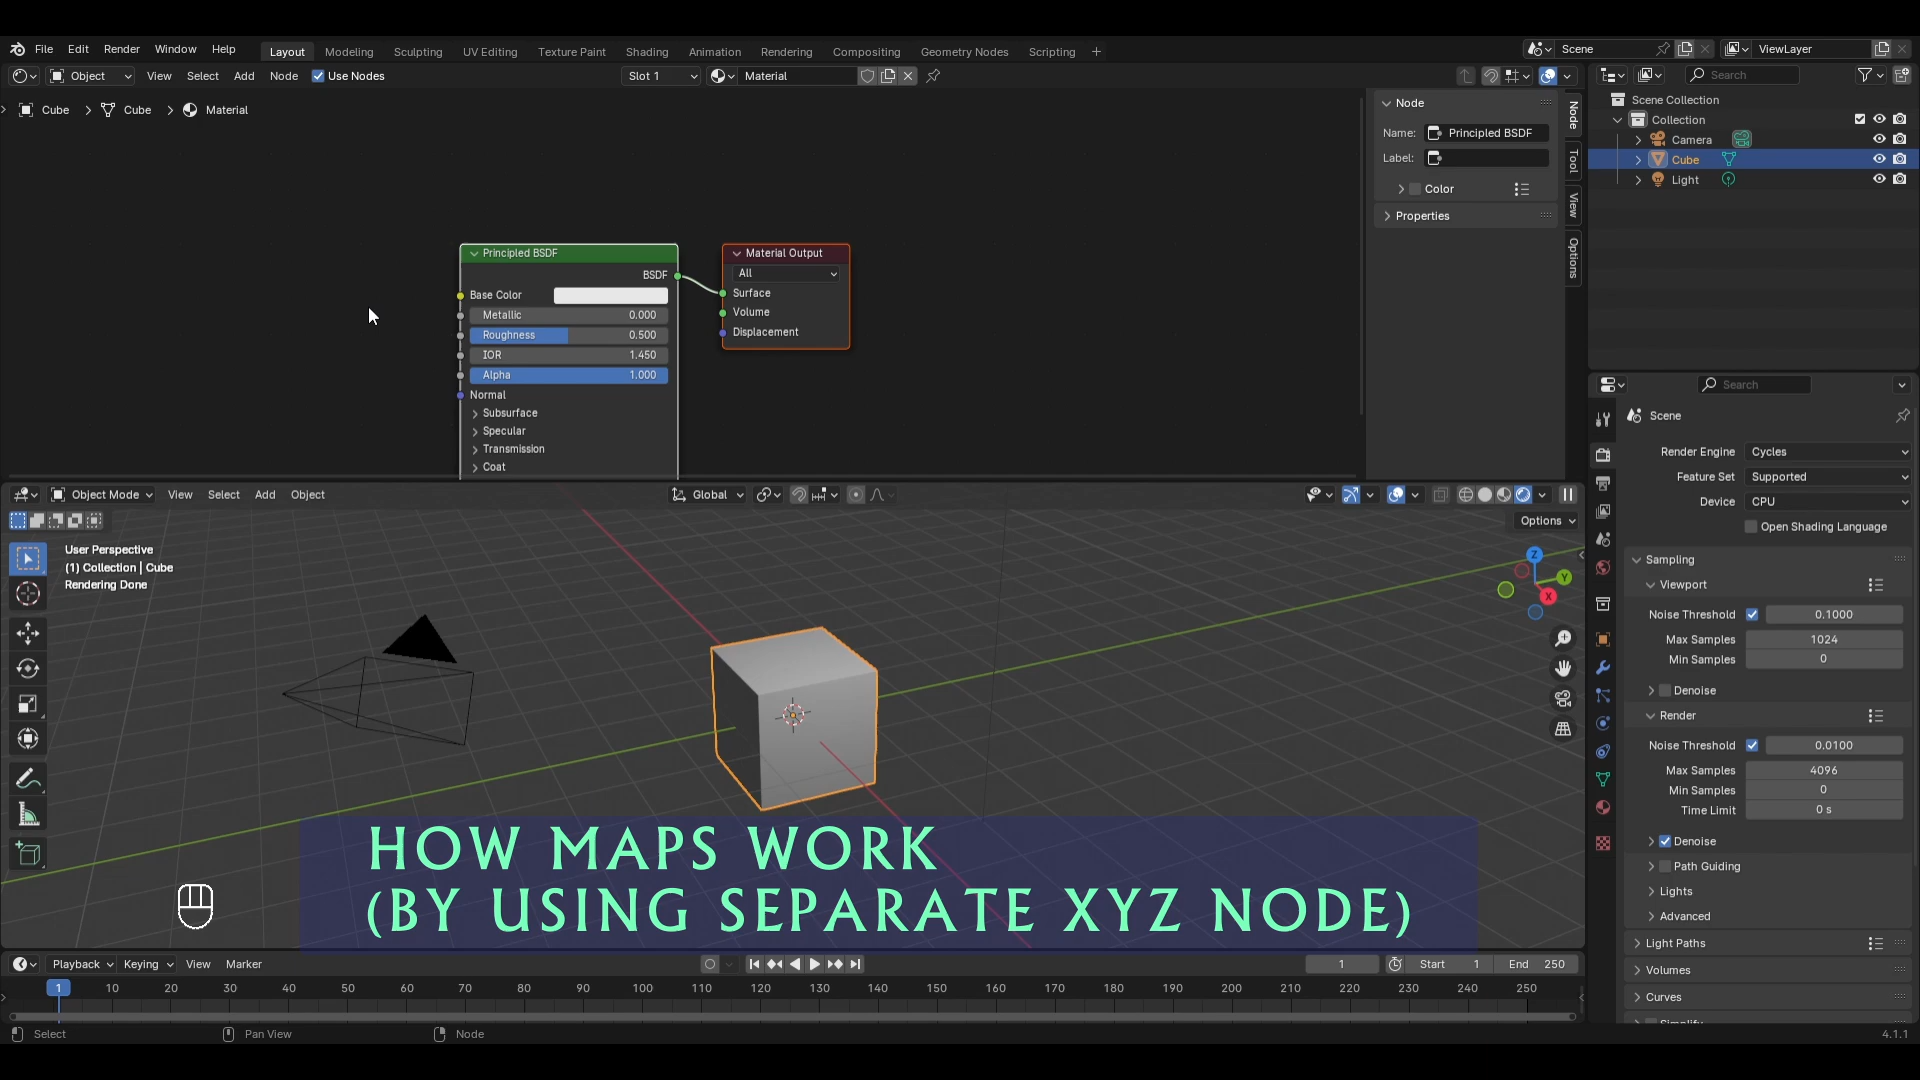 File Edit Render Window Help
Layout Modeling Sculpting UV Editing Texture Paint Shading Animation Rendering Compositing Geometry Nodes Scripting +
Scene
ViewLayer
Object View Select Add Node Use Nodes
Slot 1
Material
Search
Cube > Cube > Material
Node
Name: Principled BSDF
Label:
Color
Properties
Node
Tool
View
Options
Scene Collection
Collection
Camera
Cube
Light
Principled BSDF
BSDF
Base Color
Metallic 0.000
Roughness 0.500
IOR 1.450
Alpha 1.000
Normal
Subsurface
Specular
Transmission
Coat
Material Output
All
Surface
Volume
Displacement
Search
Scene
Render Engine Cycles
Feature Set Supported
Device CPU
Open Shading Language
Sampling
Viewport
Noise Threshold 0.1000
Max Samples 1024
Min Samples 0
Denoise
Render
Noise Threshold 0.0100
Max Samples 4096
Min Samples 0
Time Limit 0 s
Denoise
Path Guiding
Lights
Advanced
Light Paths
Volumes
Curves
Object Mode View Select Add Object
Global
Options
User Perspective
(1) Collection | Cube
Rendering Done
Z
Y
X
HOW MAPS WORK
(BY USING SEPARATE XYZ NODE)
Playback Keying View Marker
1
Start 1
End 250
1 10 20 30 40 50 60 70 80 90 100 110 120 130 140 150 160 170 180 190 200 210 220 230 240 250
Select
Pan View
Node
4.1.1